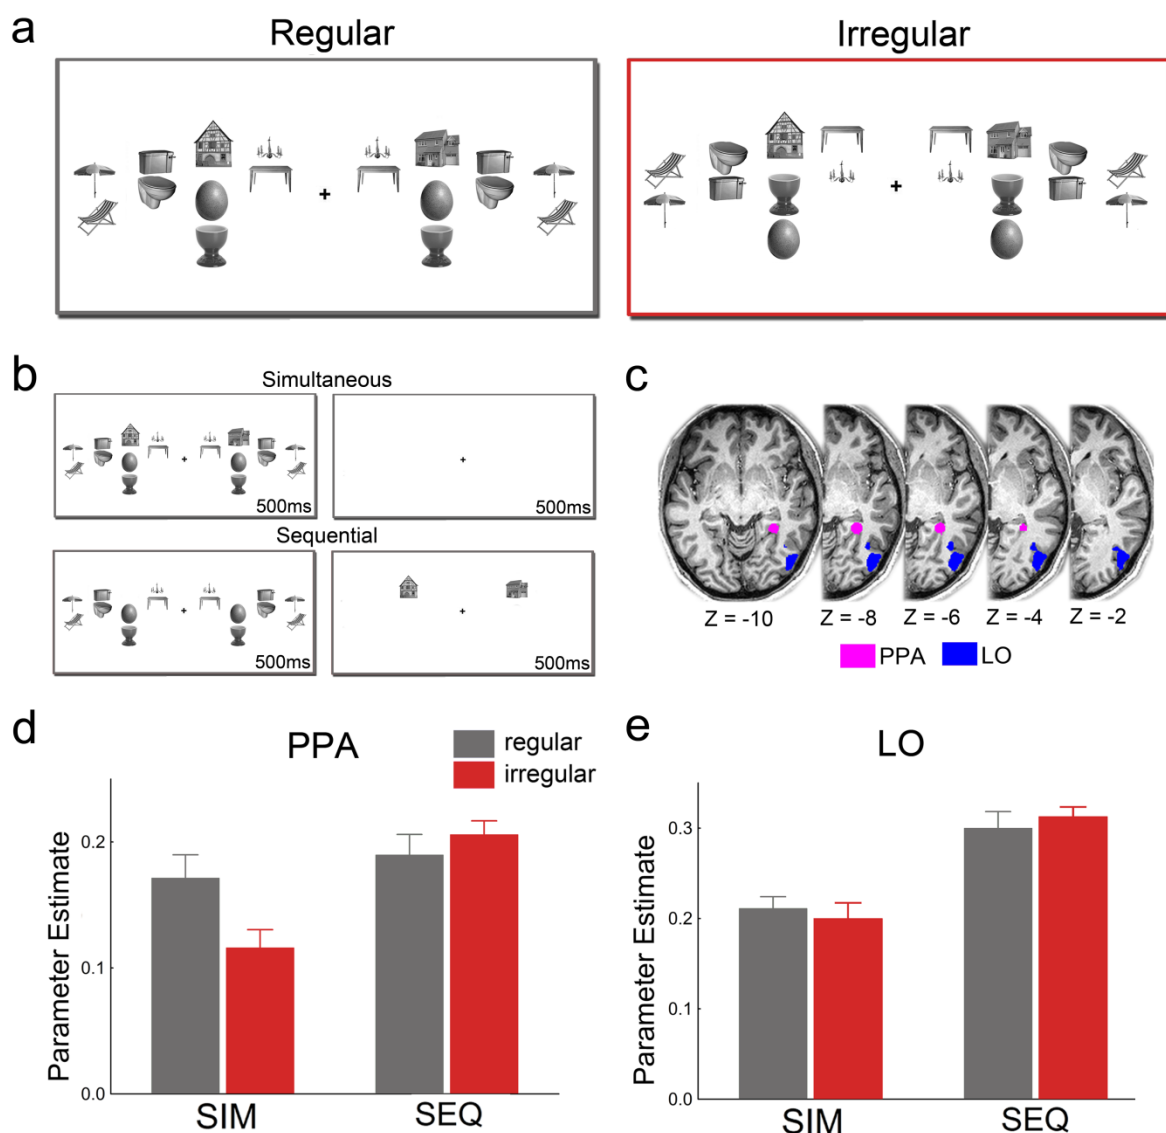 a
Regular
Irregular
+
+
b
Simultaneous
+
500ms
+
500ms
Sequential
+
500ms
+
500ms
c
Z = -10
Z = -8
Z = -6
Z = -4
Z = -2
PPA
LO
d
PPA
regular
irregular
Parameter Estimate
0.2
0.1
0.0
SIM
SEQ
e
LO
Parameter Estimate
0.3
0.2
0.1
0.0
SIM
SEQ